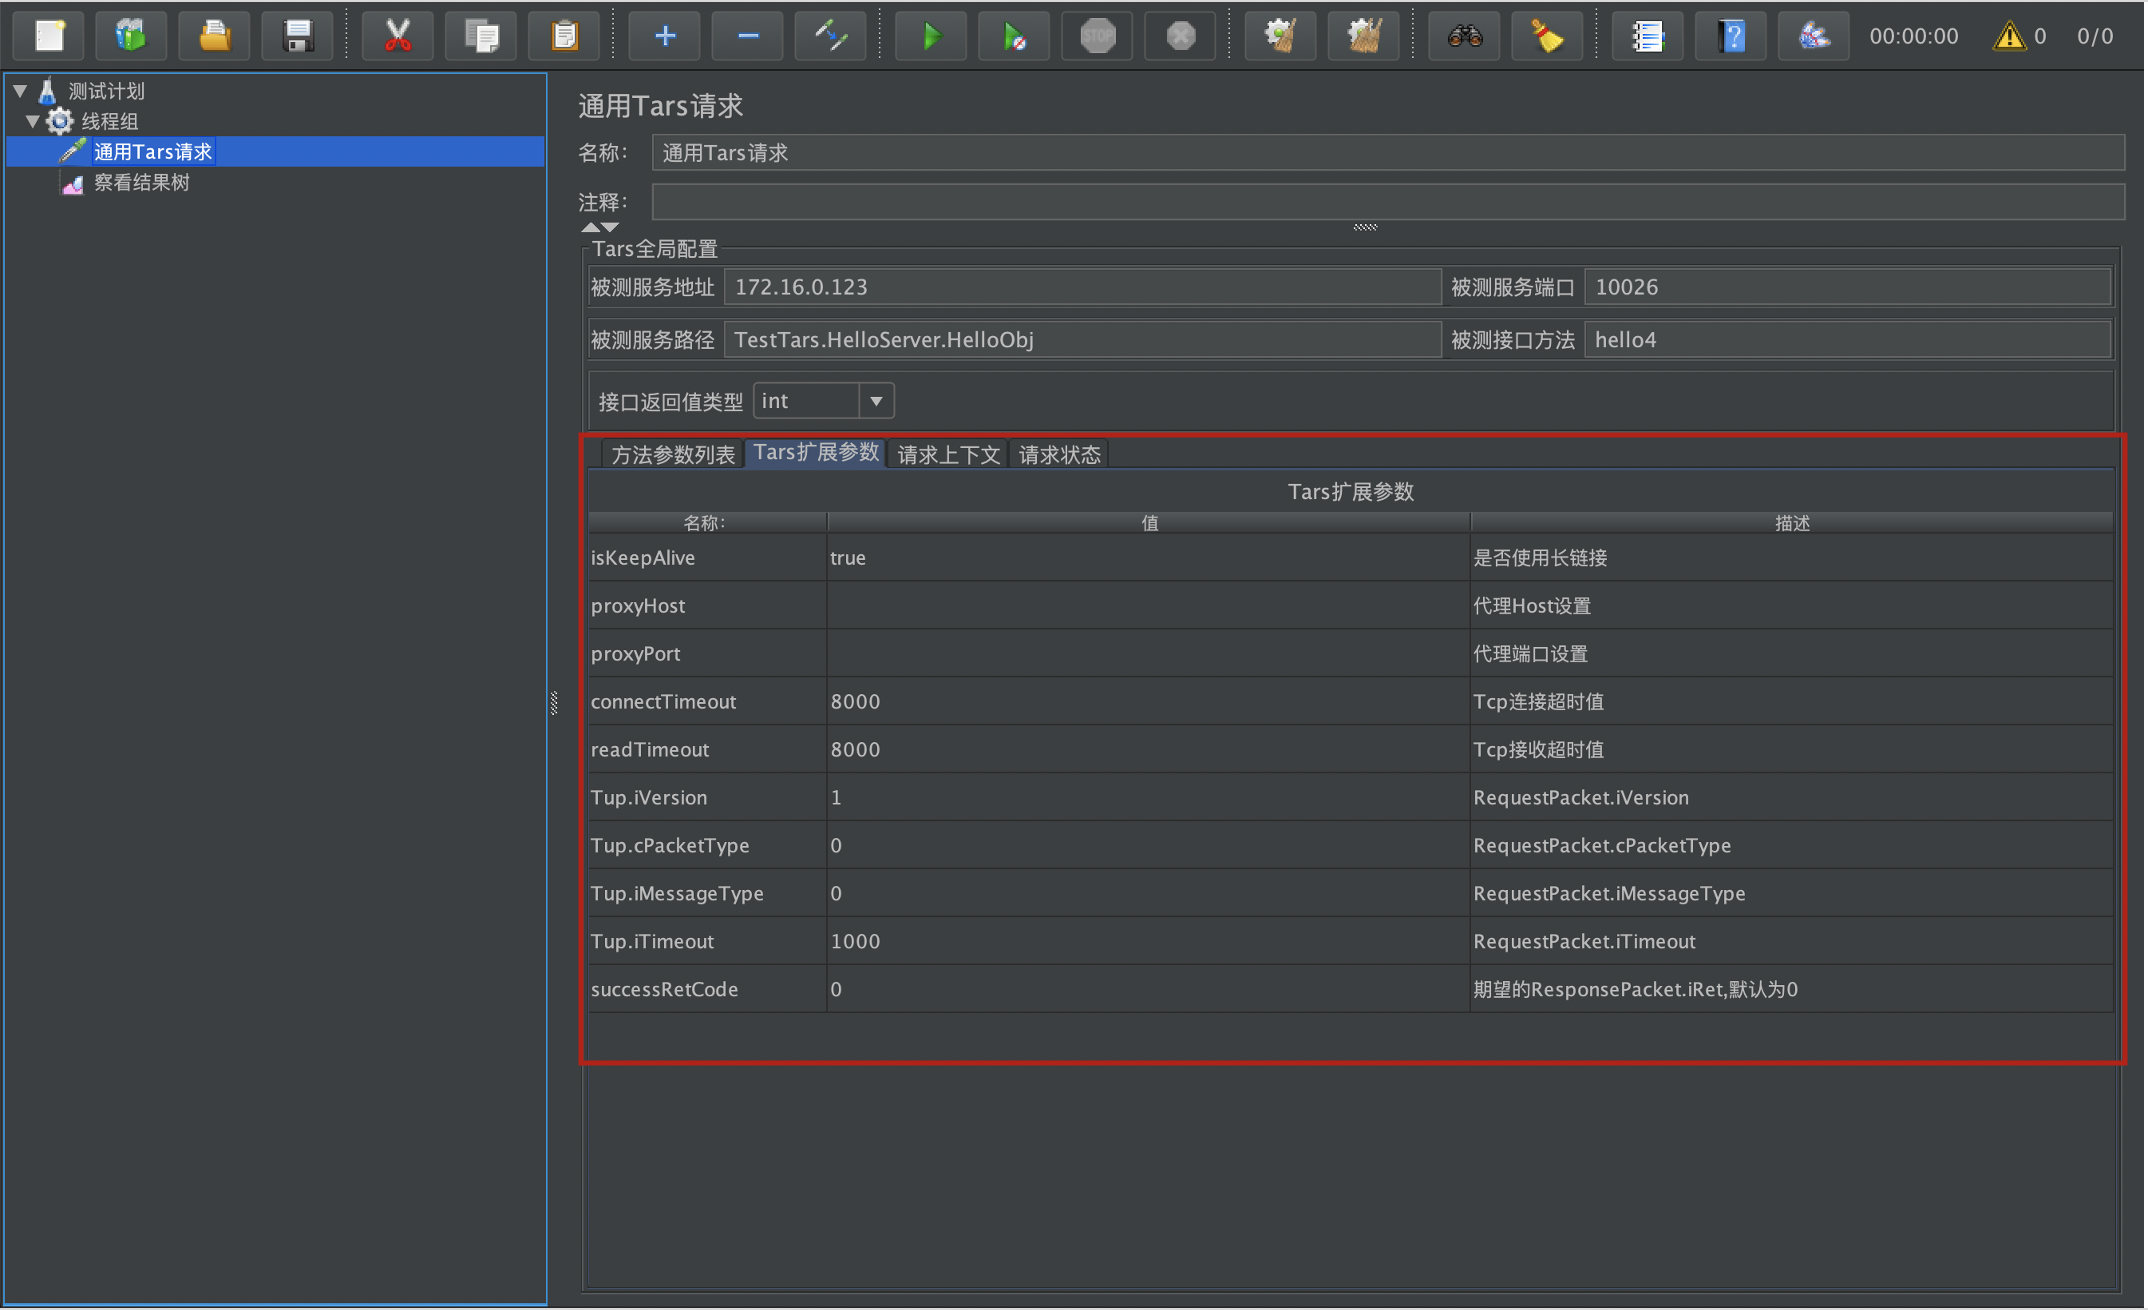 STOP
00:00:00
0
0/0
测试计划
线程组
通用Tars请求
察看结果树
通用Tars请求
名称:
通用Tars请求
注释:
Tars全局配置
被测服务地址
172.16.0.123
被测服务端口
10026
被测服务路径
TestTars.HelloServer.HelloObj
被测接口方法
hello4
接口返回值类型
int
方法参数列表
Tars扩展参数
请求上下文
请求状态
Tars扩展参数
名称: 值 描述
isKeepAlive true 是否使用长链接
proxyHost 代理Host设置
proxyPort 代理端口设置
connectTimeout 8000 Tcp连接超时值
readTimeout 8000 Tcp接收超时值
Tup.iVersion 1 RequestPacket.iVersion
Tup.cPacketType 0 RequestPacket.cPacketType
Tup.iMessageType 0 RequestPacket.iMessageType
Tup.iTimeout 1000 RequestPacket.iTimeout
successRetCode 0 期望的ResponsePacket.iRet,默认为0